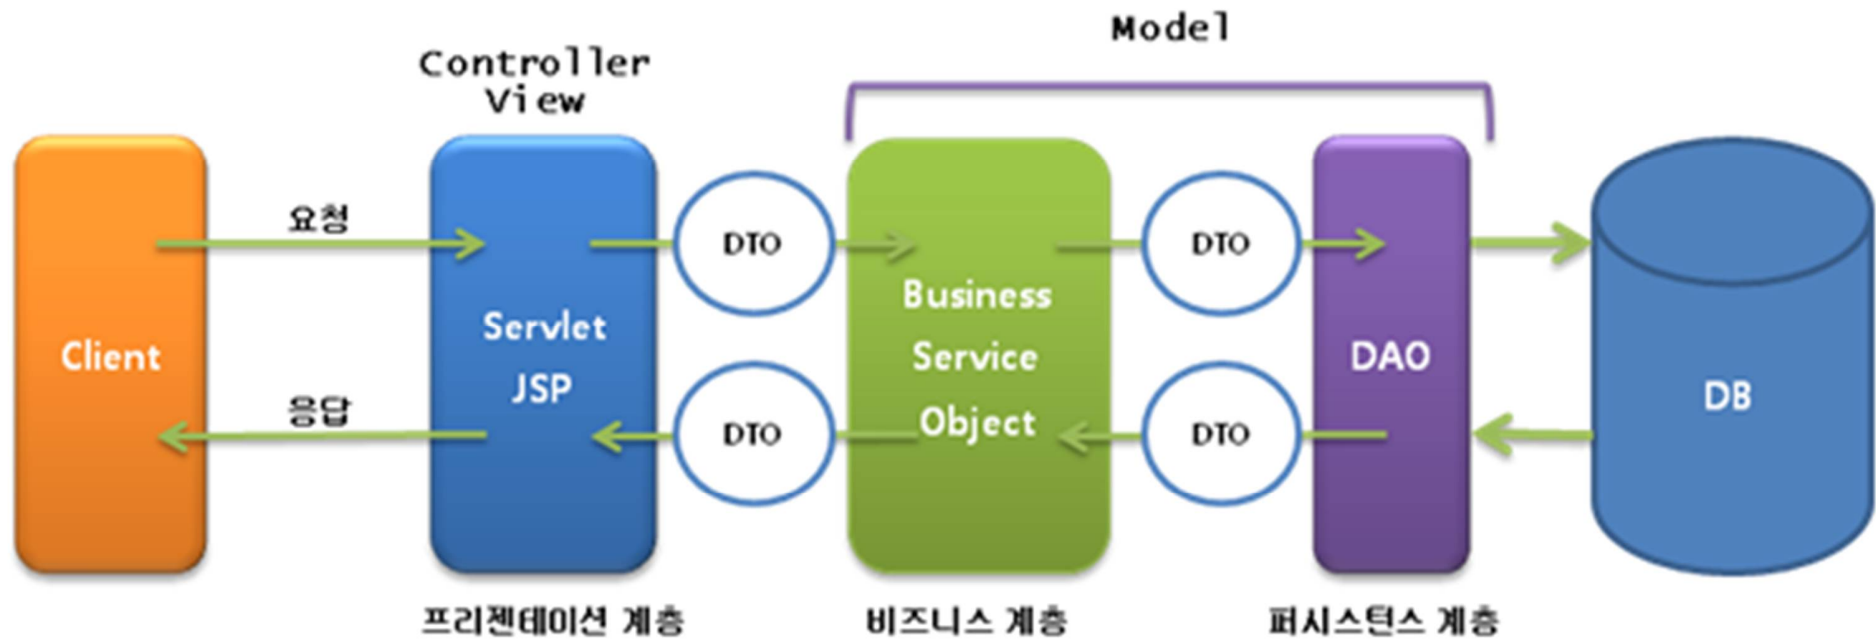 Model
Controller
View
요청
DTO
DTO
Business
Service
Object
Servlet
JSP
Client
DAO
DB
응답
DTO
DTO
프리젠테이션 계층
비즈니스 계층
퍼시스턴스 계층